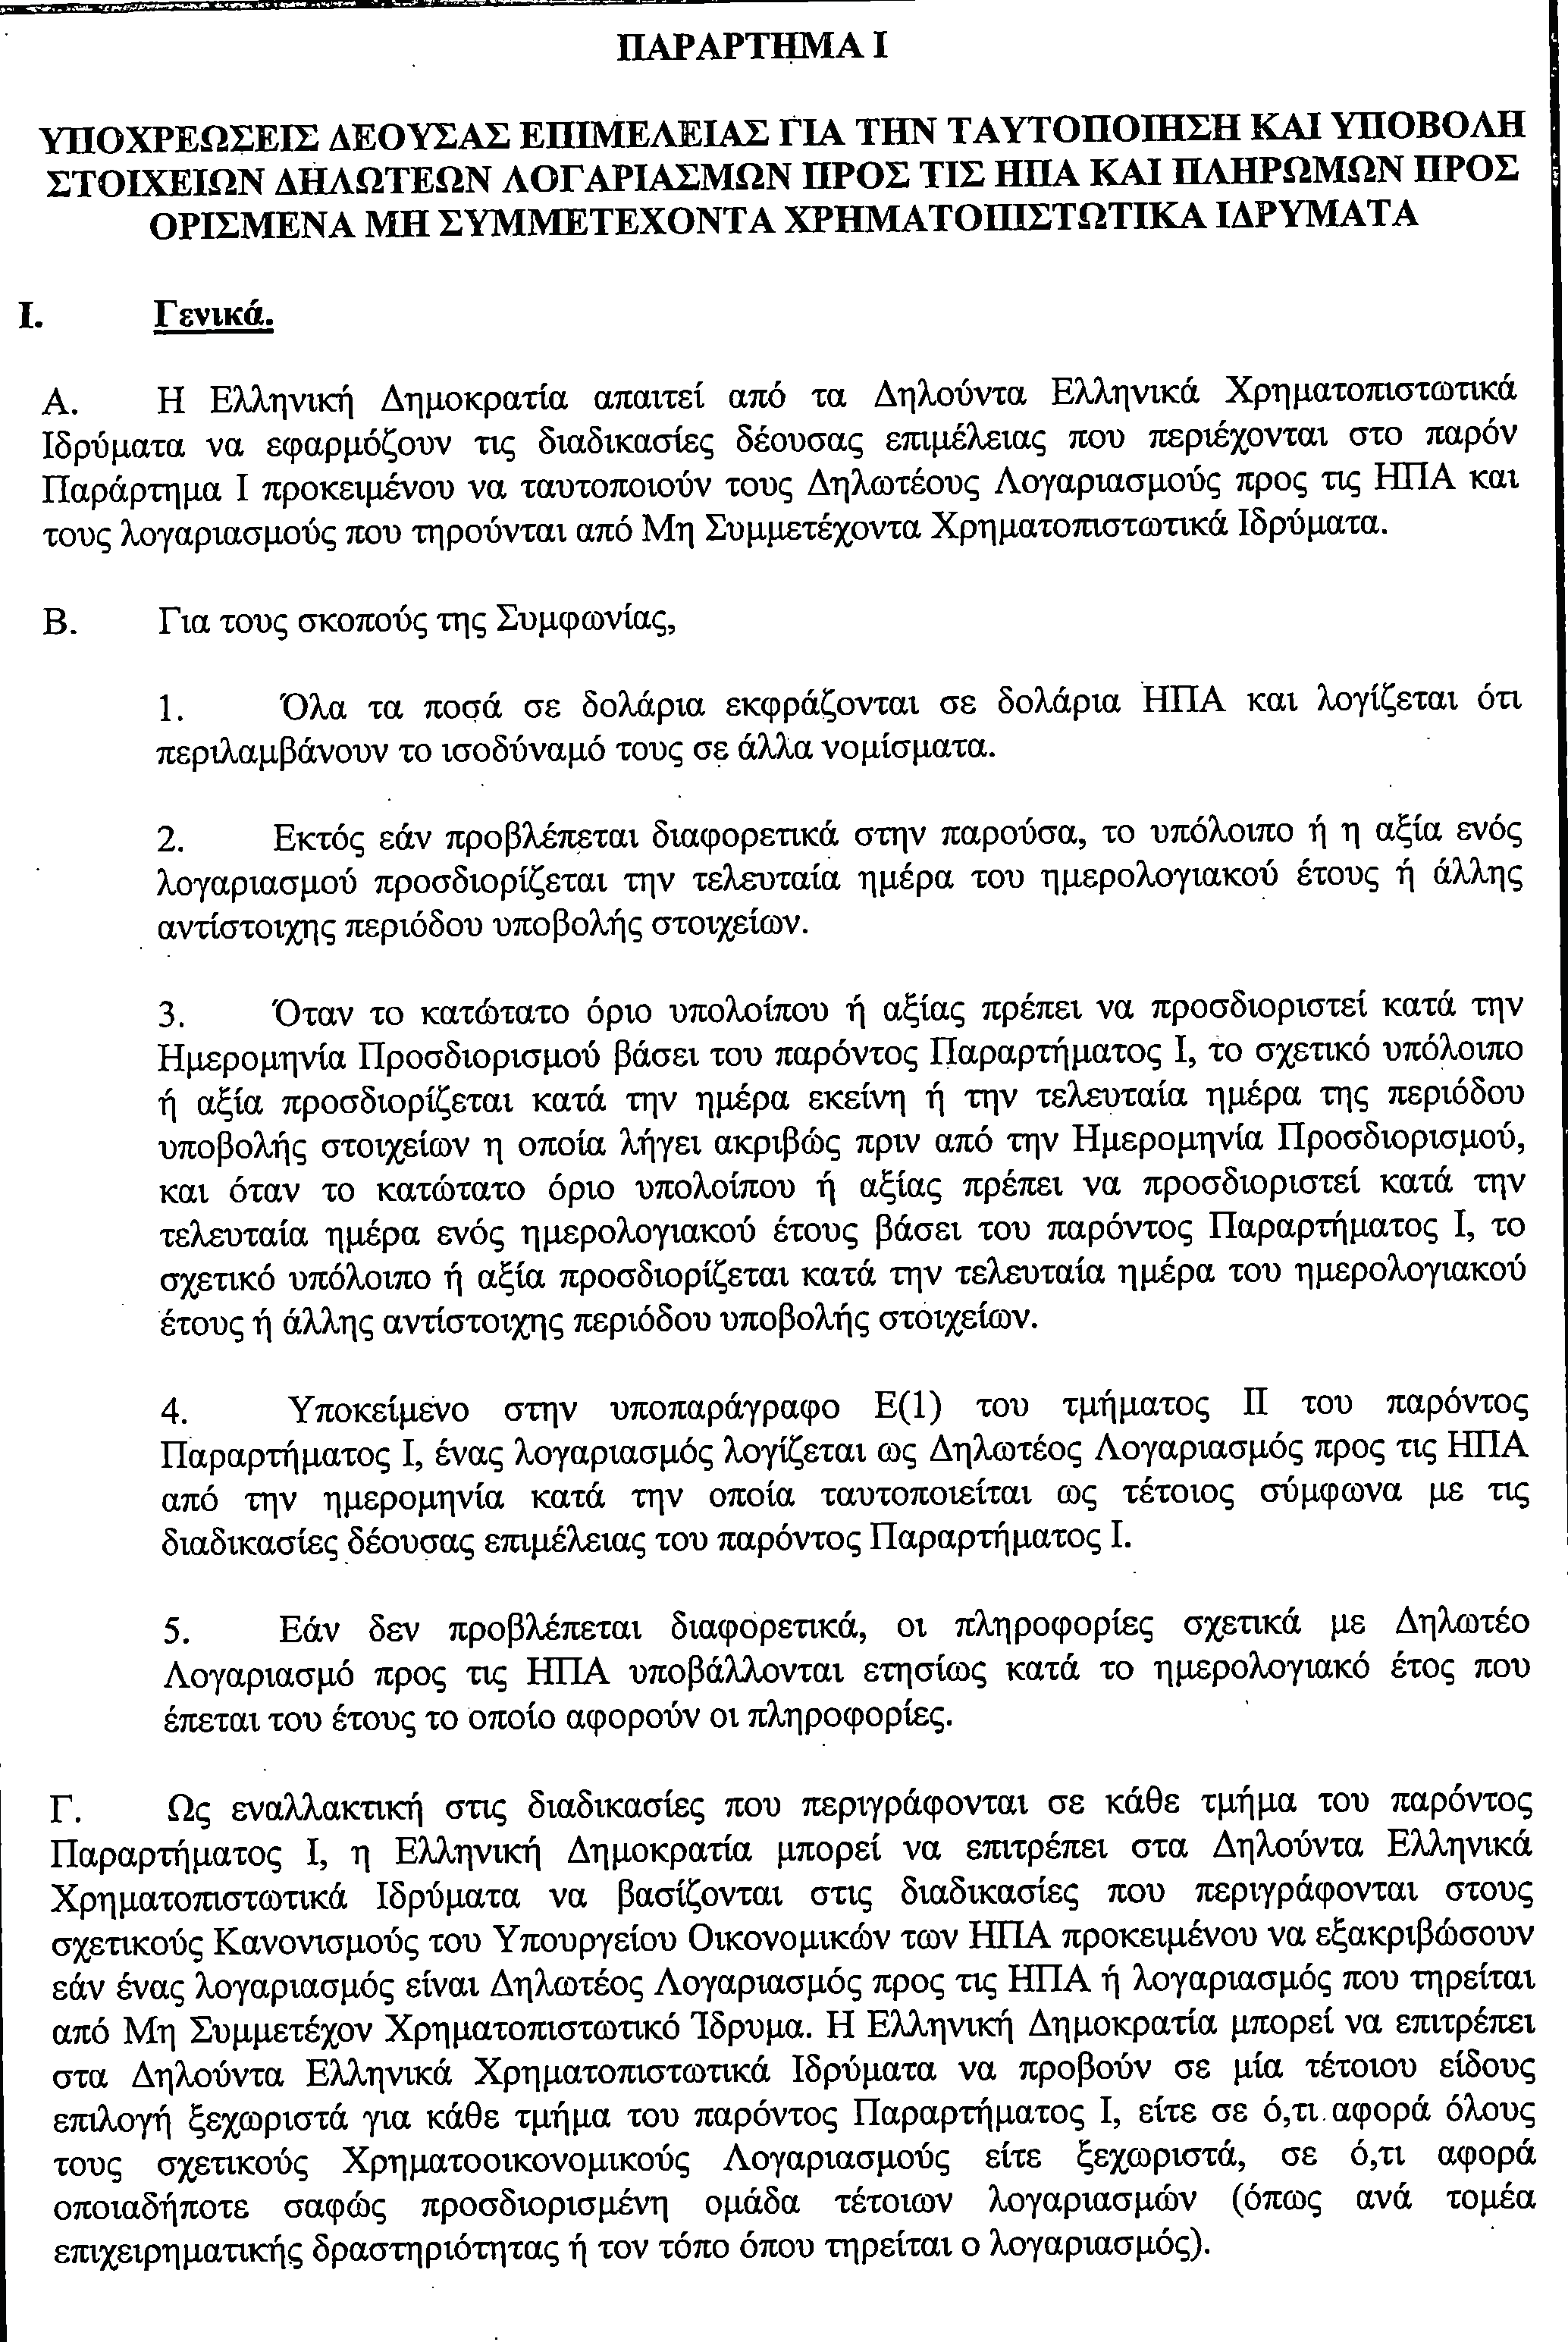 ΠΑΡΑΡΤΗΜΑ Ι
ΥΠΟΧΡΕΩΣΕΙΣ ΔΕΟΥΣΑΣ ΕΠΙΜΕΛΕΙΑΣ ΓΙΑ ΤΗΝ ΤΑΥΤΟΠΟΙΗΣΗ ΚΑΙ ΥΠΟΒΟΛΗ
ΣΤΟΙΧΕΙΩΝ ΔΗΛΩΤΕΩΝ ΛΟΓΑΡΙΑΣΜΩΝ ΠΡΟΣ ΤΙΣ ΗΠΑ ΚΑΙ ΠΛΗΡΩΜΩΝ ΠΡΟΣ
ΟΡΙΣΜΕΝΑ ΜΗ ΣΥΜΜΕΤΕΧΟΝΤΑ ΧΡΗΜΑΤΟΠΙΣΤΩΤΙΚΑ ΙΔΡΥΜΑΤΑ
Ι. Γενικά.
Α. Η Ελληνική Δημοκρατία απαιτεί από τα Δηλούντα Ελληνικά Χρηματοπιστωτικά
Ιδρύματα να εφαρμόζουν τις διαδικασίες δέουσας επιμέλειας που περιέχονται στο παρόν
Παράρτημα Ι προκειμένου να ταυτοποιούν τους Δηλωτέους Λογαριασμούς προς τις ΗΠΑ και
τους λογαριασμούς που τηρούνται από Μη Συμμετέχοντα Χρηματοπιστωτικά Ιδρύματα.
Β. Για τους σκοπούς της Συμφωνίας,
1. Όλα τα ποσά σε δολάρια εκφράζονται σε δολάρια ΗΠΑ και λογίζεται ότι
περιλαμβάνουν το ισοδύναμό τους σε άλλα νομίσματα.
2. Εκτός εάν προβλέπεται διαφορετικά στην παρούσα, το υπόλοιπο ή η αξία ενός
λογαριασμού προσδιορίζεται την τελευταία ημέρα του ημερολογιακού έτους ή άλλης
αντίστοιχης περιόδου υποβολής στοιχείων.
3. Όταν το κατώτατο όριο υπολοίπου ή αξίας πρέπει να προσδιοριστεί κατά την
Ημερομηνία Προσδιορισμού βάσει του παρόντος Παραρτήματος Ι, το σχετικό υπόλοιπο
ή αξία προσδιορίζεται κατά την ημέρα εκείνη ή την τελευταία ημέρα της περιόδου
υποβολής στοιχείων η οποία λήγει ακριβώς πριν από την Ημερομηνία Προσδιορισμού,
και όταν το κατώτατο όριο υπολοίπου ή αξίας πρέπει να προσδιοριστεί κατά την
τελευταία ημέρα ενός ημερολογιακού έτους βάσει του παρόντος Παραρτήματος Ι, το
σχετικό υπόλοιπο ή αξία προσδιορίζεται κατά την τελευταία ημέρα του ημερολογιακού
έτους ή άλλης αντίστοιχης περιόδου υποβολής στοιχείων.
4. Υποκείμενο στην υποπαράγραφο Ε(1) του τμήματος ΙΙ του παρόντος
Παραρτήματος Ι, ένας λογαριασμός λογίζεται ως Δηλωτέος Λογαριασμός προς τις ΗΠΑ
από την ημερομηνία κατά την οποία ταυτοποιείται ως τέτοιος σύμφωνα με τις
διαδικασίες δέουσας επιμέλειας του παρόντος Παραρτήματος Ι.
5. Εάν δεν προβλέπεται διαφορετικά, οι πληροφορίες σχετικά με Δηλωτέο
Λογαριασμό προς τις ΗΠΑ υποβάλλονται ετησίως κατά το ημερολογιακό έτος που
έπεται του έτους το οποίο αφορούν οι πληροφορίες.
Γ. Ως εναλλακτική στις διαδικασίες που περιγράφονται σε κάθε τμήμα του παρόντος
Παραρτήματος Ι, η Ελληνική Δημοκρατία μπορεί να επιτρέπει στα Δηλούντα Ελληνικά
Χρηματοπιστωτικά Ιδρύματα να βασίζονται στις διαδικασίες που περιγράφονται στους
σχετικούς Κανονισμούς του Υπουργείου Οικονομικών των ΗΠΑ προκειμένου να εξακριβώσουν
εάν ένας λογαριασμός είναι Δηλωτέος Λογαριασμός προς τις ΗΠΑ ή λογαριασμός που τηρείται
από Μη Συμμετέχον Χρηματοπιστωτικό Ίδρυμα. Η Ελληνική Δημοκρατία μπορεί να επιτρέπει
στα Δηλούντα Ελληνικά Χρηματοπιστωτικά Ιδρύματα να προβούν σε μία τέτοιου είδους
επιλογή ξεχωριστά για κάθε τμήμα του παρόντος Παραρτήματος Ι, είτε σε ό,τι αφορά όλους
τους σχετικούς Χρηματοοικονομικούς Λογαριασμούς είτε ξεχωριστά, σε ό,τι αφορά
οποιαδήποτε σαφώς προσδιορισμένη ομάδα τέτοιων λογαριασμών (όπως ανά τομέα
επιχειρηματικής δραστηριότητας ή τον τόπο όπου τηρείται ο λογαριασμός).